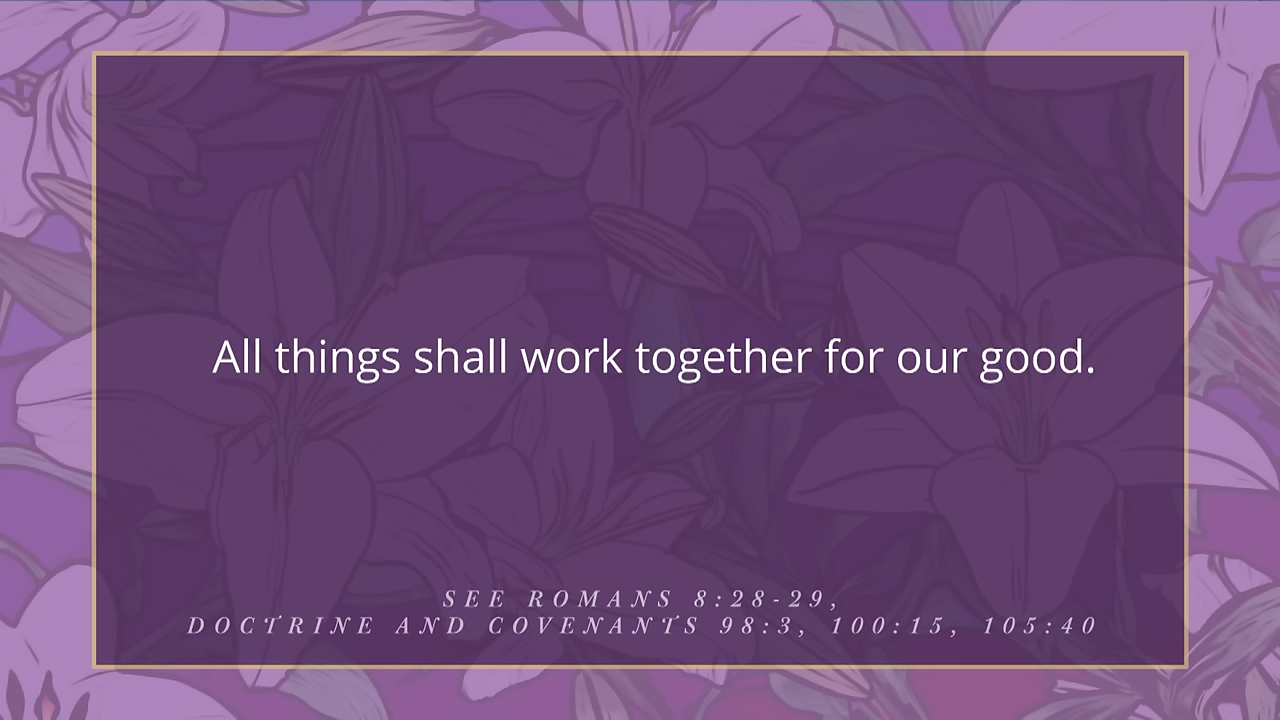 All things shall work together for our good.
SEE ROMANS 8:28-29,
DOCTRINE AND COVENANTS 98:3, 100:15, 105:40